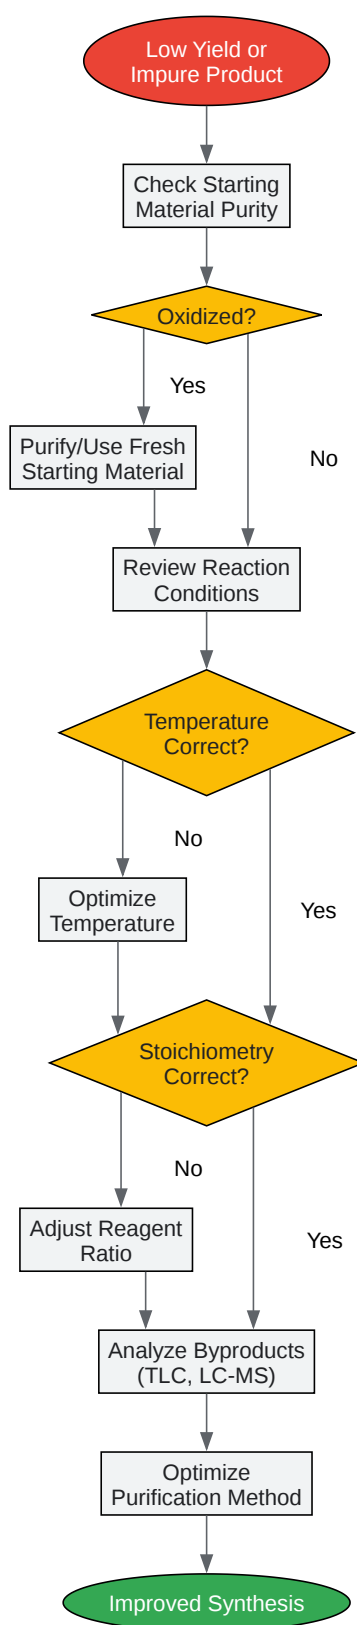 Low Yield or
Impure Product
Check Starting
Material Purity
Oxidized?
Yes
Purify/Use Fresh
Starting Material
No
Review Reaction
Conditions
Temperature
Correct?
No
Optimize
Temperature
Yes
Stoichiometry
Correct?
No
Adjust Reagent
Ratio
Yes
Analyze Byproducts
(TLC, LC-MS)
Optimize
Purification Method
Improved Synthesis